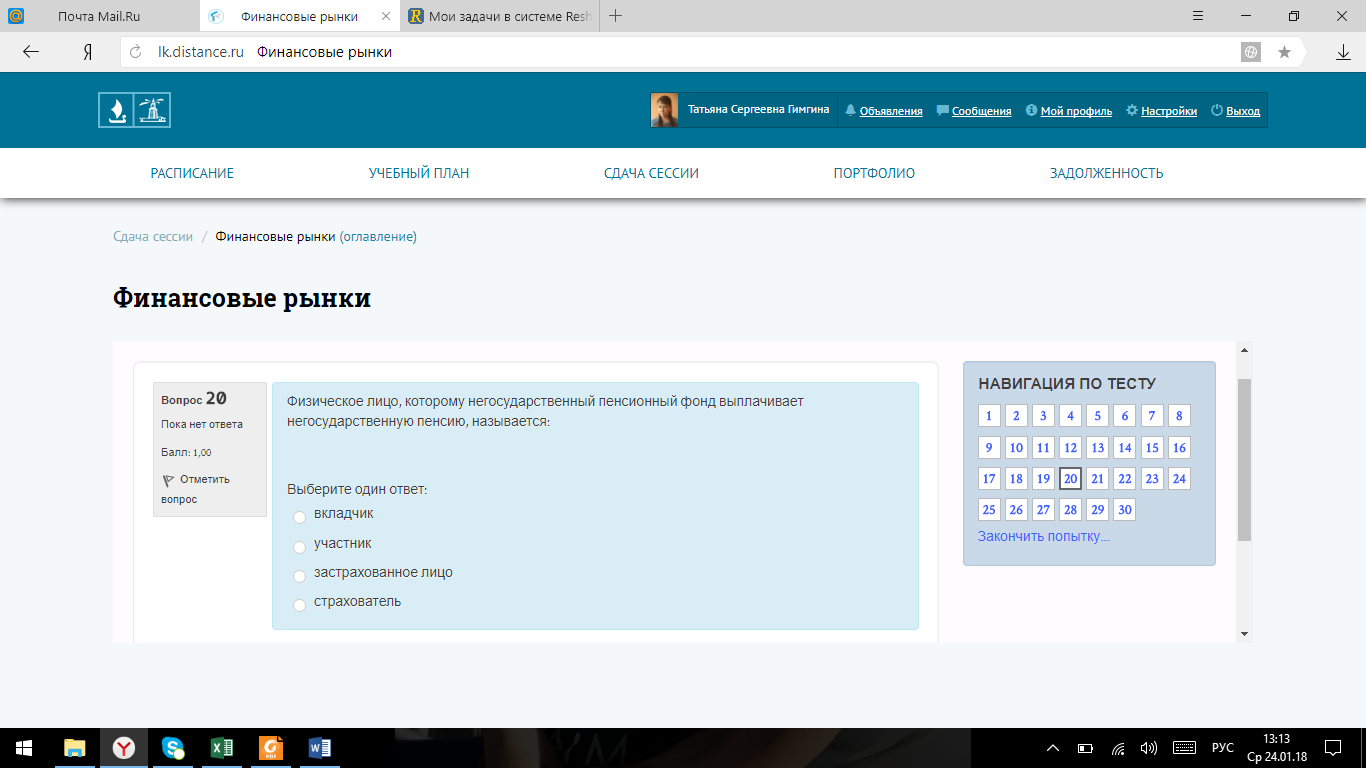 Почта Mail.Ru
Финансовые рынки
Мои задачи в системе Resh
Я
lk.distance.ru Финансовые рынки
Татьяна Сергеевна Гимгина
Объявления
Сообщения
Мой профиль
Настройки
Выход
РАСПИСАНИЕ
УЧЕБНЫЙ ПЛАН
СДАЧА СЕССИИ
ПОРТФОЛИО
ЗАДОЛЖЕННОСТЬ
Сдача сессии / Финансовые рынки (оглавление)
Финансовые рынки
Вопрос 20
Пока нет ответа
Балл: 1,00
Отметить
вопрос
Физическое лицо, которому негосударственный пенсионный фонд выплачивает
негосударственную пенсию, называется:
Выберите один ответ:
вкладчик
участник
застрахованное лицо
страхователь
НАВИГАЦИЯ ПО ТЕСТУ
1 2 3 4 5 6 7 8
9 10 11 12 13 14 15 16
17 18 19 20 21 22 23 24
25 26 27 28 29 30
Закончить попытку...
РУС
13:13
Ср 24.01.18